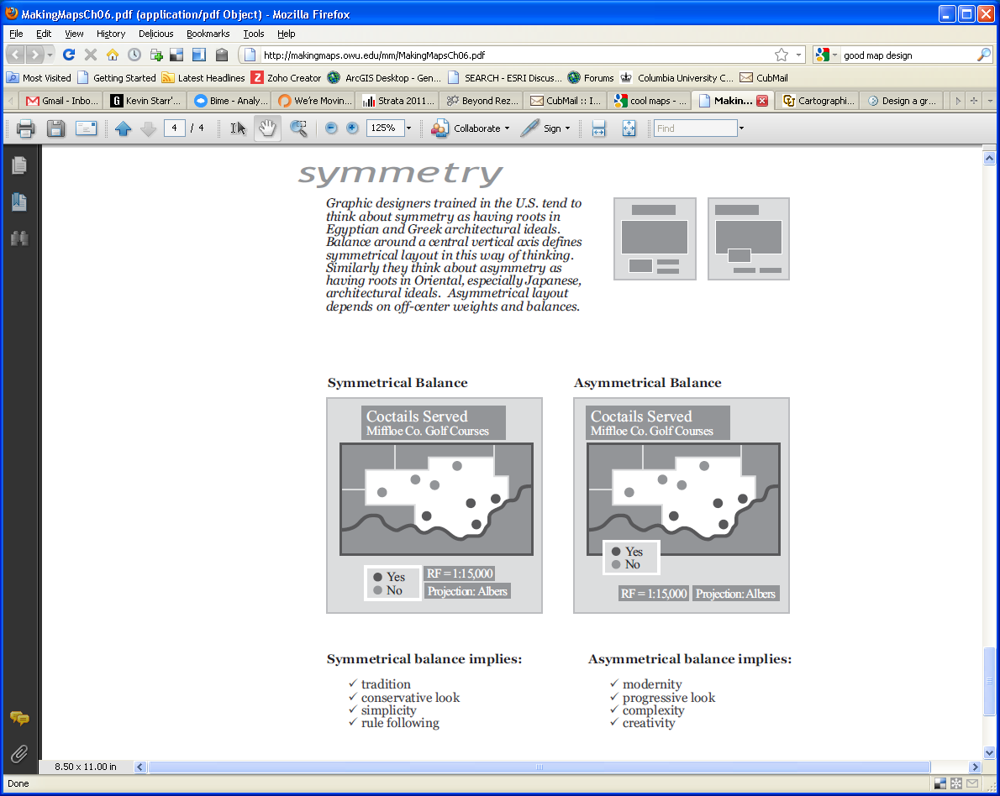 MakingMapsCh06.pdf (application/pdf Object) - Mozilla Firefox
File Edit View History Delicious Bookmarks Tools Help
http://makingmaps.owu.edu/mm/MakingMapsCh06.pdf
good map design
Most Visited Getting Started Latest Headlines Zoho Creator ArcGIS Desktop - Gen... SEARCH - ESRI Discus... Forums Columbia University C... CubMail
Gmail - Inbo... Kevin Starr'... Bime - Analy... We're Movin... Strata 2011... Beyond Rez... CubMail :: I... cool maps - ... Makin... Cartographi... Design a gr...
4 / 4 125% Collaborate Sign Find
symmetry
Graphic designers trained in the U.S. tend to
think about symmetry as having roots in
Egyptian and Greek architectural ideals.
Balance around a central vertical axis defines
symmetrical layout in this way of thinking.
Similarly they think about asymmetry as
having roots in Oriental, especially Japanese,
architectural ideals. Asymmetrical layout
depends on off-center weights and balances.
Symmetrical Balance
Coctails Served
Miffloe Co. Golf Courses
Yes
No
RF = 1:15,000
Projection: Albers
Asymmetrical Balance
Coctails Served
Miffloe Co. Golf Courses
Yes
No
RF = 1:15,000 Projection: Albers
Symmetrical balance implies:
✓ tradition
✓ conservative look
✓ simplicity
✓ rule following
Asymmetrical balance implies:
✓ modernity
✓ progressive look
✓ complexity
✓ creativity
8.50 x 11.00 in
Done